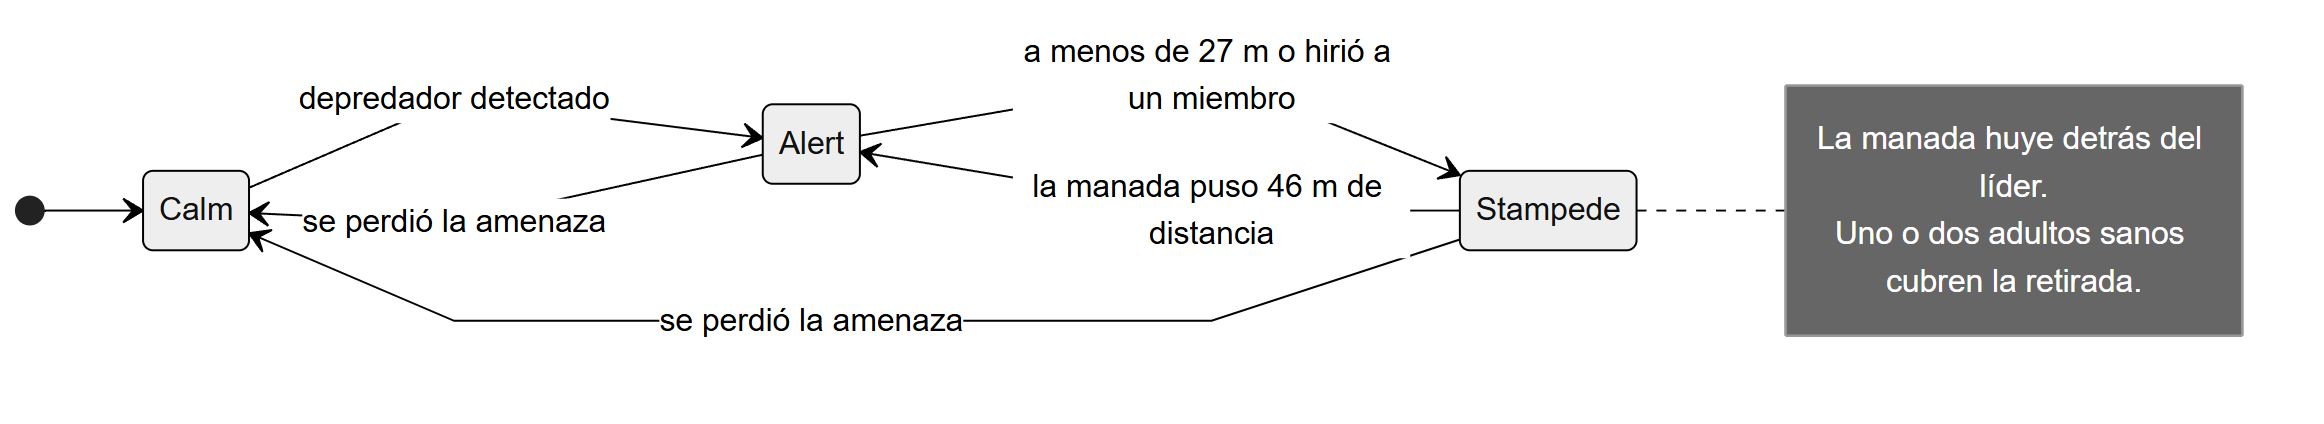 a menos de 27 m o hirió a
un miembro
depredador detectado
Alert
La manada huye detrás del
líder.
Uno o dos adultos sanos
cubren la retirada.
la manada puso 46 m de
distancia
Calm
se perdió la amenaza
Stampede
se perdió la amenaza